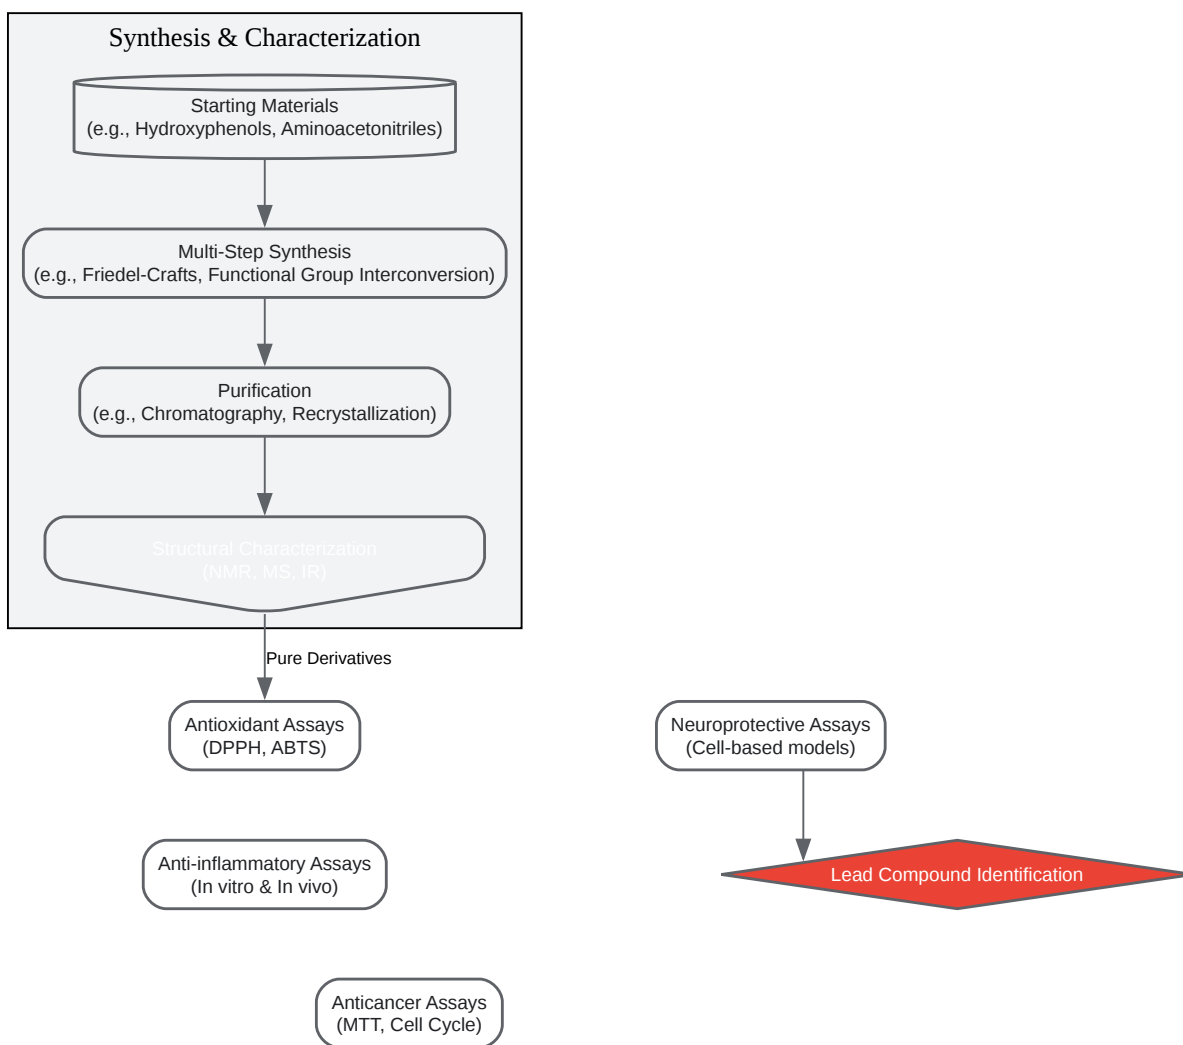 Synthesis & Characterization
Starting Materials
(e.g., Hydroxyphenols, Aminoacetonitriles)
Multi-Step Synthesis
(e.g., Friedel-Crafts, Functional Group Interconversion)
Purification
(e.g., Chromatography, Recrystallization)
Structural Characterization
(NMR, MS, IR)
Pure Derivatives
Antioxidant Assays
(DPPH, ABTS)
Neuroprotective Assays
(Cell-based models)
Anti-inflammatory Assays
(In vitro & In vivo)
Lead Compound Identification
Anticancer Assays
(MTT, Cell Cycle)